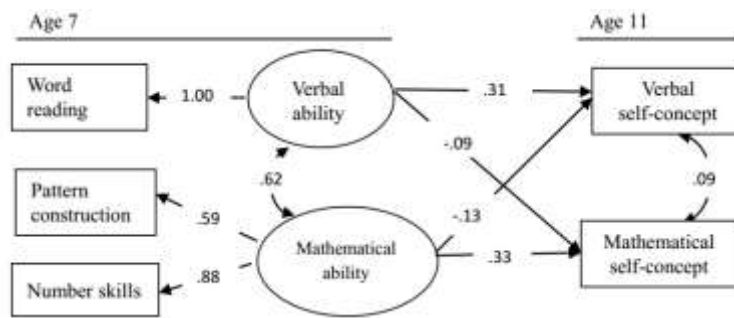 Age 7
Age 11
Word
reading
1.00
Verbal
ability
.31
Verbal
self-concept
-.09
Pattern
construction
.62
.09
.59
-.13
Mathematical
ability
.33
Mathematical
self-concept
Number skills
.88